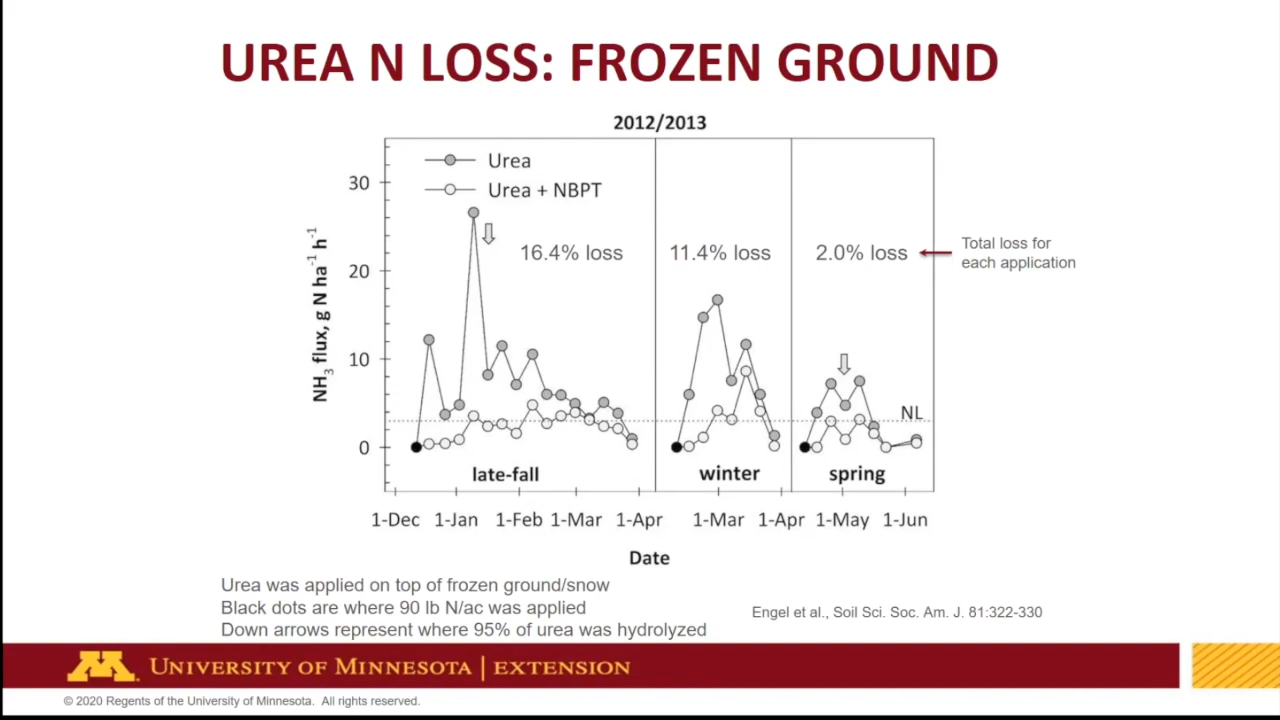 UREA N LOSS: FROZEN GROUND
2012/2013
Urea
Urea + NBPT
30
20
10
0
NH₃ flux, g N ha⁻¹ h⁻¹
16.4% loss
11.4% loss
2.0% loss
Total loss for
each application
NL
late-fall
winter
spring
1-Dec 1-Jan 1-Feb 1-Mar 1-Apr 1-Mar 1-Apr 1-May 1-Jun
Date
Urea was applied on top of frozen ground/snow
Black dots are where 90 lb N/ac was applied
Down arrows represent where 95% of urea was hydrolyzed
Engel et al., Soil Sci. Soc. Am. J. 81:322-330
M UNIVERSITY OF MINNESOTA | EXTENSION
© 2020 Regents of the University of Minnesota. All rights reserved.